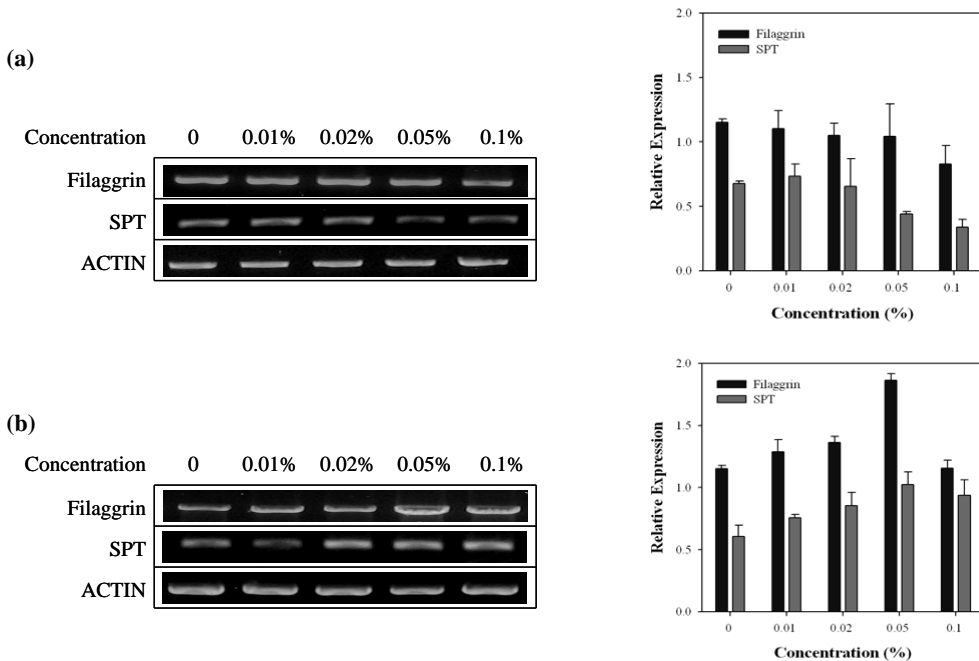 (a)
Concentration 0 0.01% 0.02% 0.05% 0.1%
Filaggrin
SPT
ACTIN
2.0
1.5
1.0
0.5
0.0
Relative Expression
Filaggrin
SPT
0 0.01 0.02 0.05 0.1
Concentration (%)
(b)
Concentration 0 0.01% 0.02% 0.05% 0.1%
Filaggrin
SPT
ACTIN
2.0
1.5
1.0
0.5
0.0
Relative Expression
Filaggrin
SPT
0 0.01 0.02 0.05 0.1
Concentration (%)